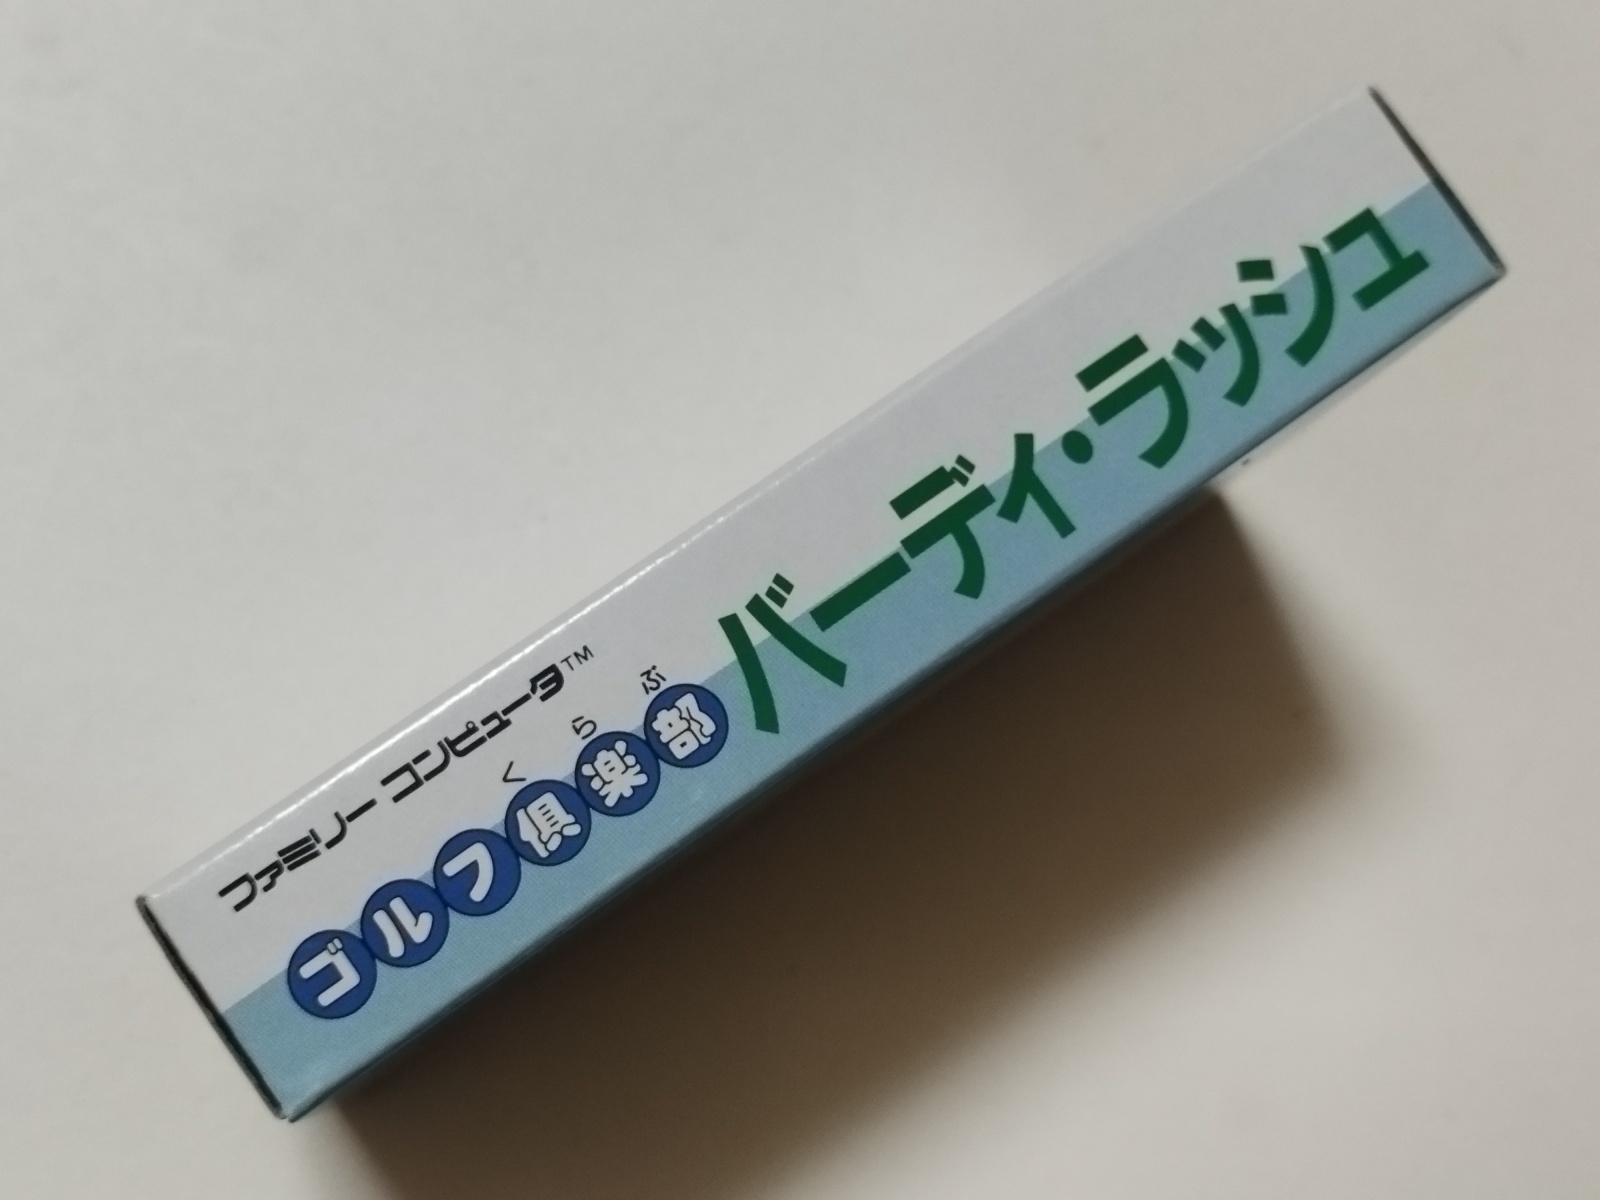 ファミリー コンピュータ™
くらぶ
ゴルフ倶楽部
バーディ・ラッシュ